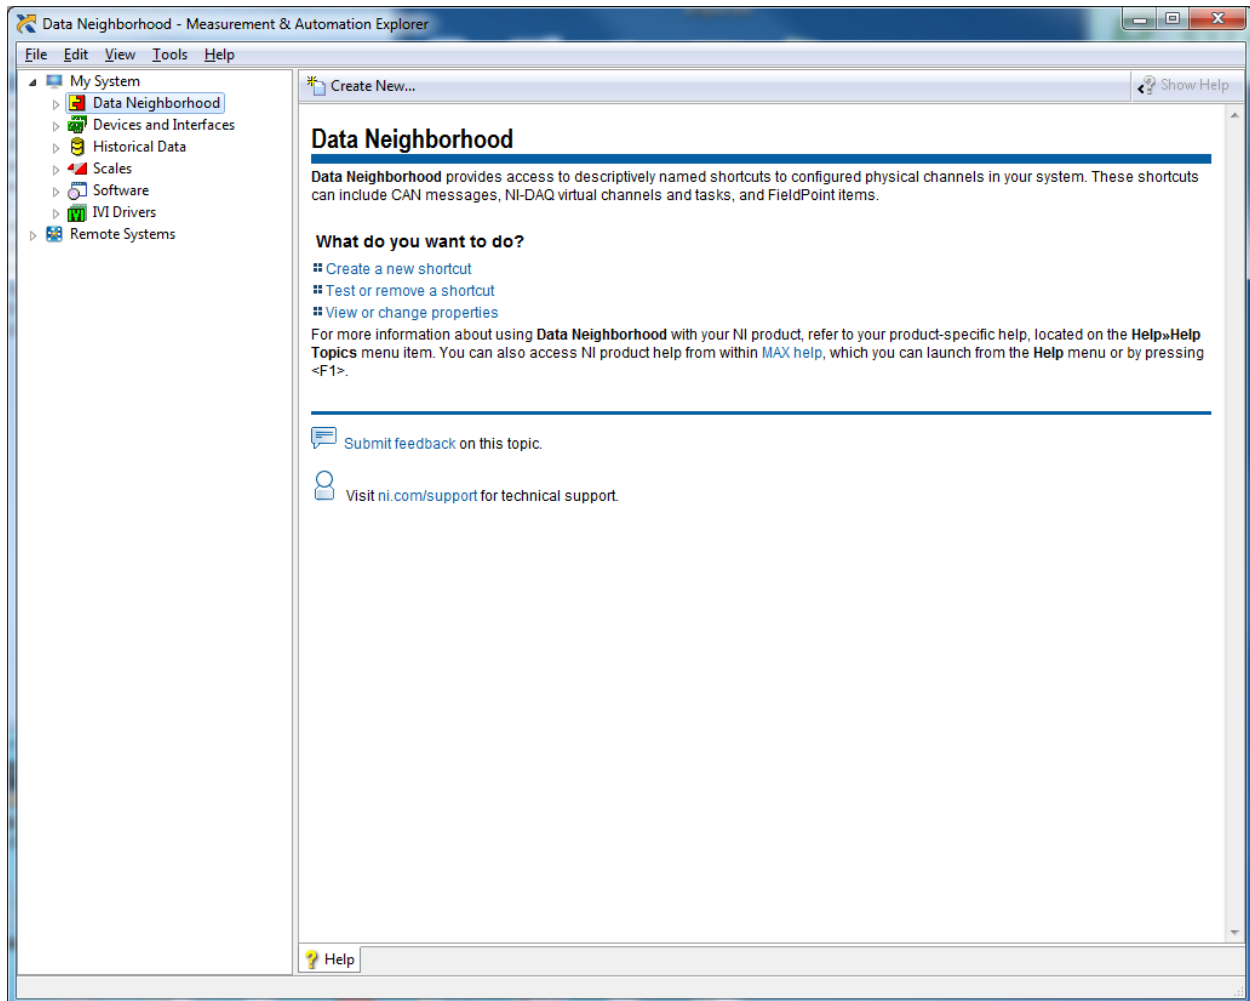 Data Neighborhood - Measurement & Automation Explorer
File Edit View Tools Help
My System
Data Neighborhood
Devices and Interfaces
Historical Data
Scales
Software
IVI Drivers
Remote Systems
Create New...
Show Help
Data Neighborhood
Data Neighborhood provides access to descriptively named shortcuts to configured physical channels in your system. These shortcuts
can include CAN messages, NI-DAQ virtual channels and tasks, and FieldPoint items.
What do you want to do?
Create a new shortcut
Test or remove a shortcut
View or change properties
For more information about using Data Neighborhood with your NI product, refer to your product-specific help, located on the Help»Help
Topics menu item. You can also access NI product help from within MAX help, which you can launch from the Help menu or by pressing
<F1>.
Submit feedback on this topic.
Visit ni.com/support for technical support.
Help